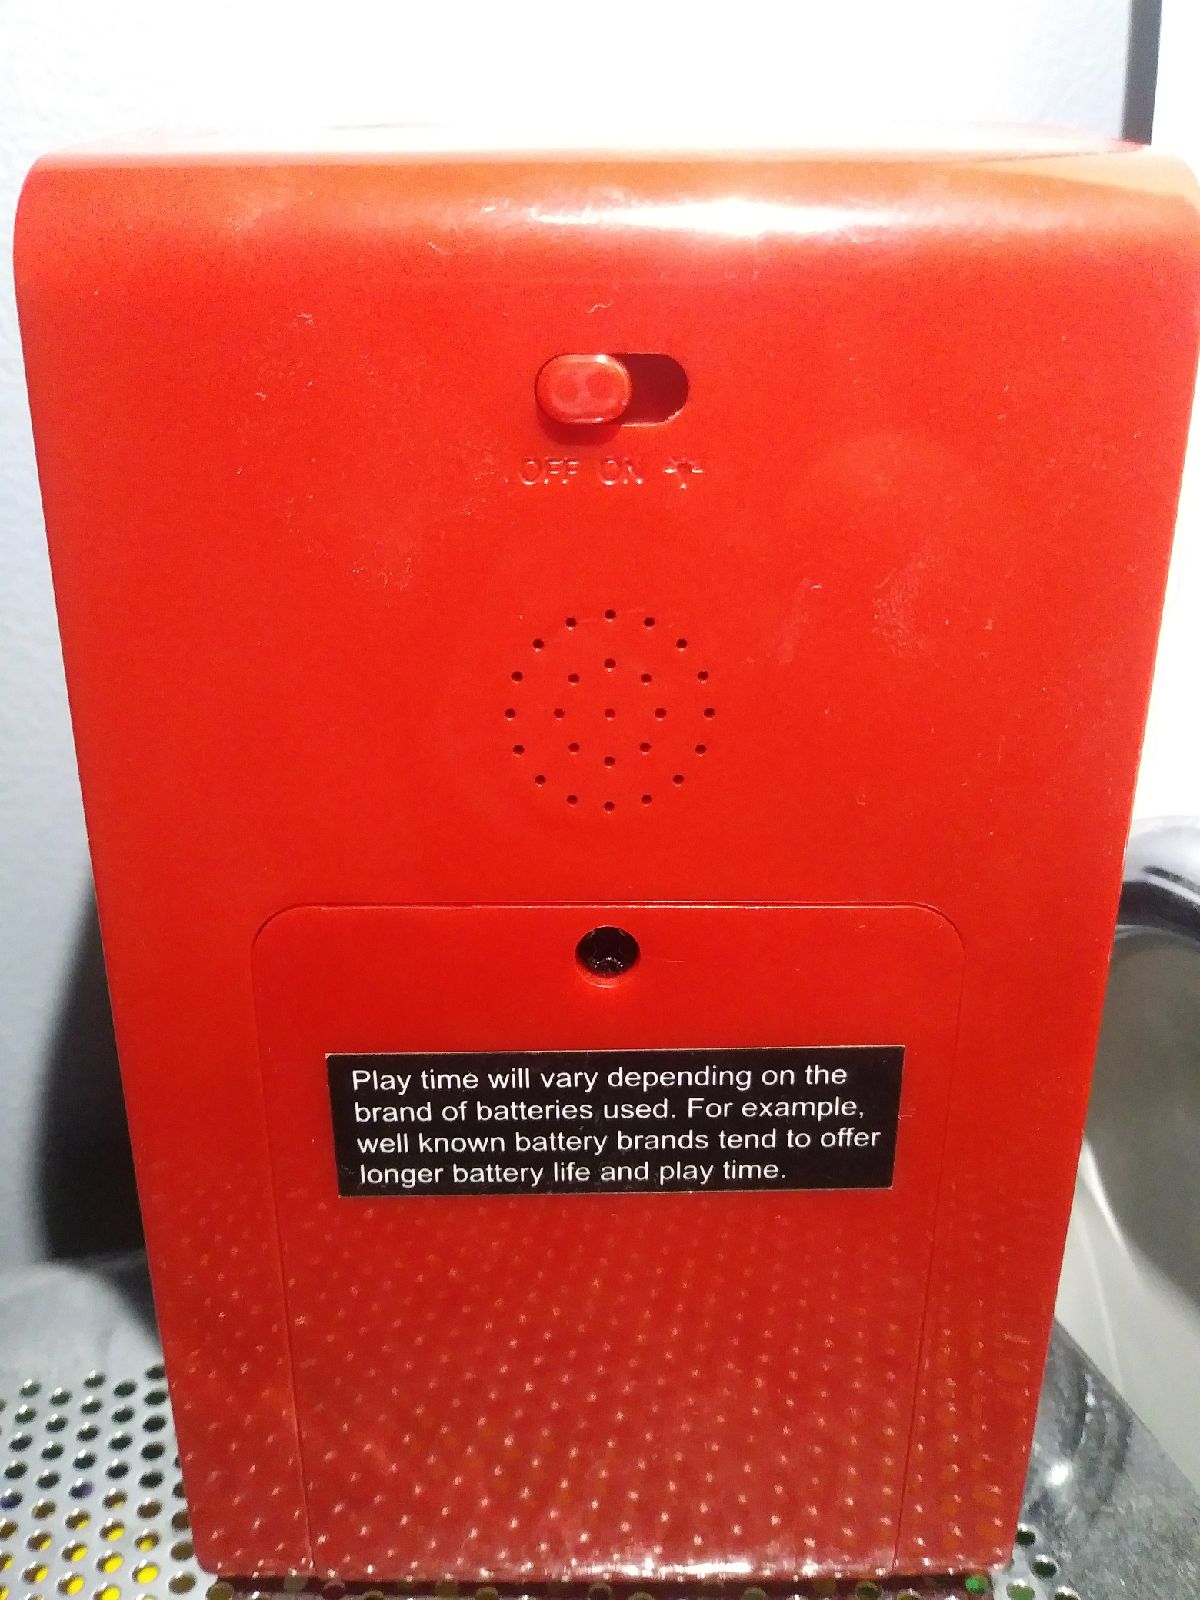 OFF ON
Play time will vary depending on the
brand of batteries used. For example,
well known battery brands tend to offer
longer battery life and play time.